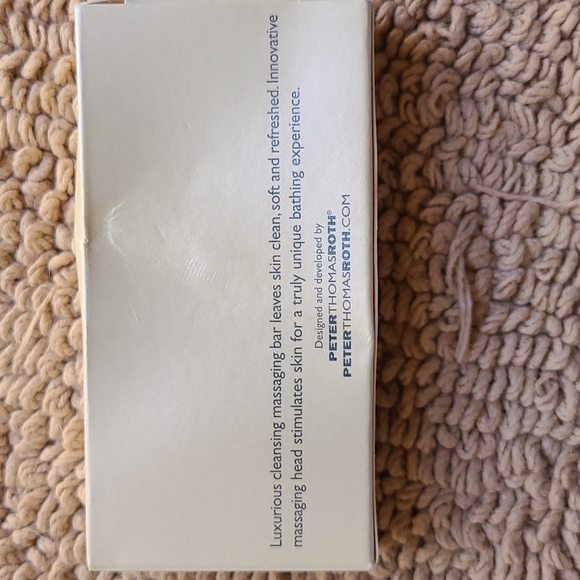 Luxurious cleansing massaging bar leaves skin clean, soft and refreshed. Innovative
massaging head stimulates skin for a truly unique bathing experience.
Designed and developed by
PETERTHOMASROTH®
PETERTHOMASROTH.COM